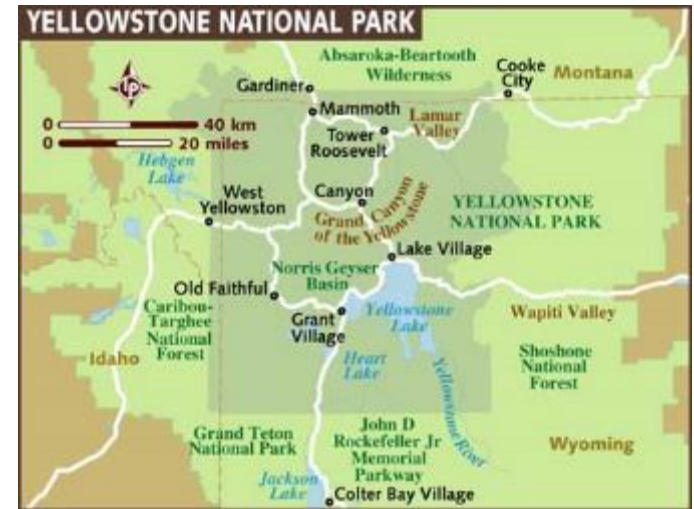 YELLOWSTONE NATIONAL PARK
Absaroka-Beartooth
Wilderness
Cooke
City
Montana
Gardiner
Mammoth
LP
0 40 km
0 20 miles
Tower
Roosevelt
Lamar
Valley
Hebgen
Lake
West
Yellowston
Canyon
Grand Canyon
of the Yellowstone
YELLOWSTONE
NATIONAL PARK
Lake Village
Norris Geyser
Basin
Old Faithful
Grant
Village
Yellowstone
Lake
Wapiti Valley
Caribou-
Targhee
National
Forest
Idaho
Heart
Lake
Shoshone
National
Forest
Yellowstone River
Grand Teton
National Park
John D
Rockefeller Jr
Memorial
Parkway
Wyoming
Jackson
Lake
Colter Bay Village